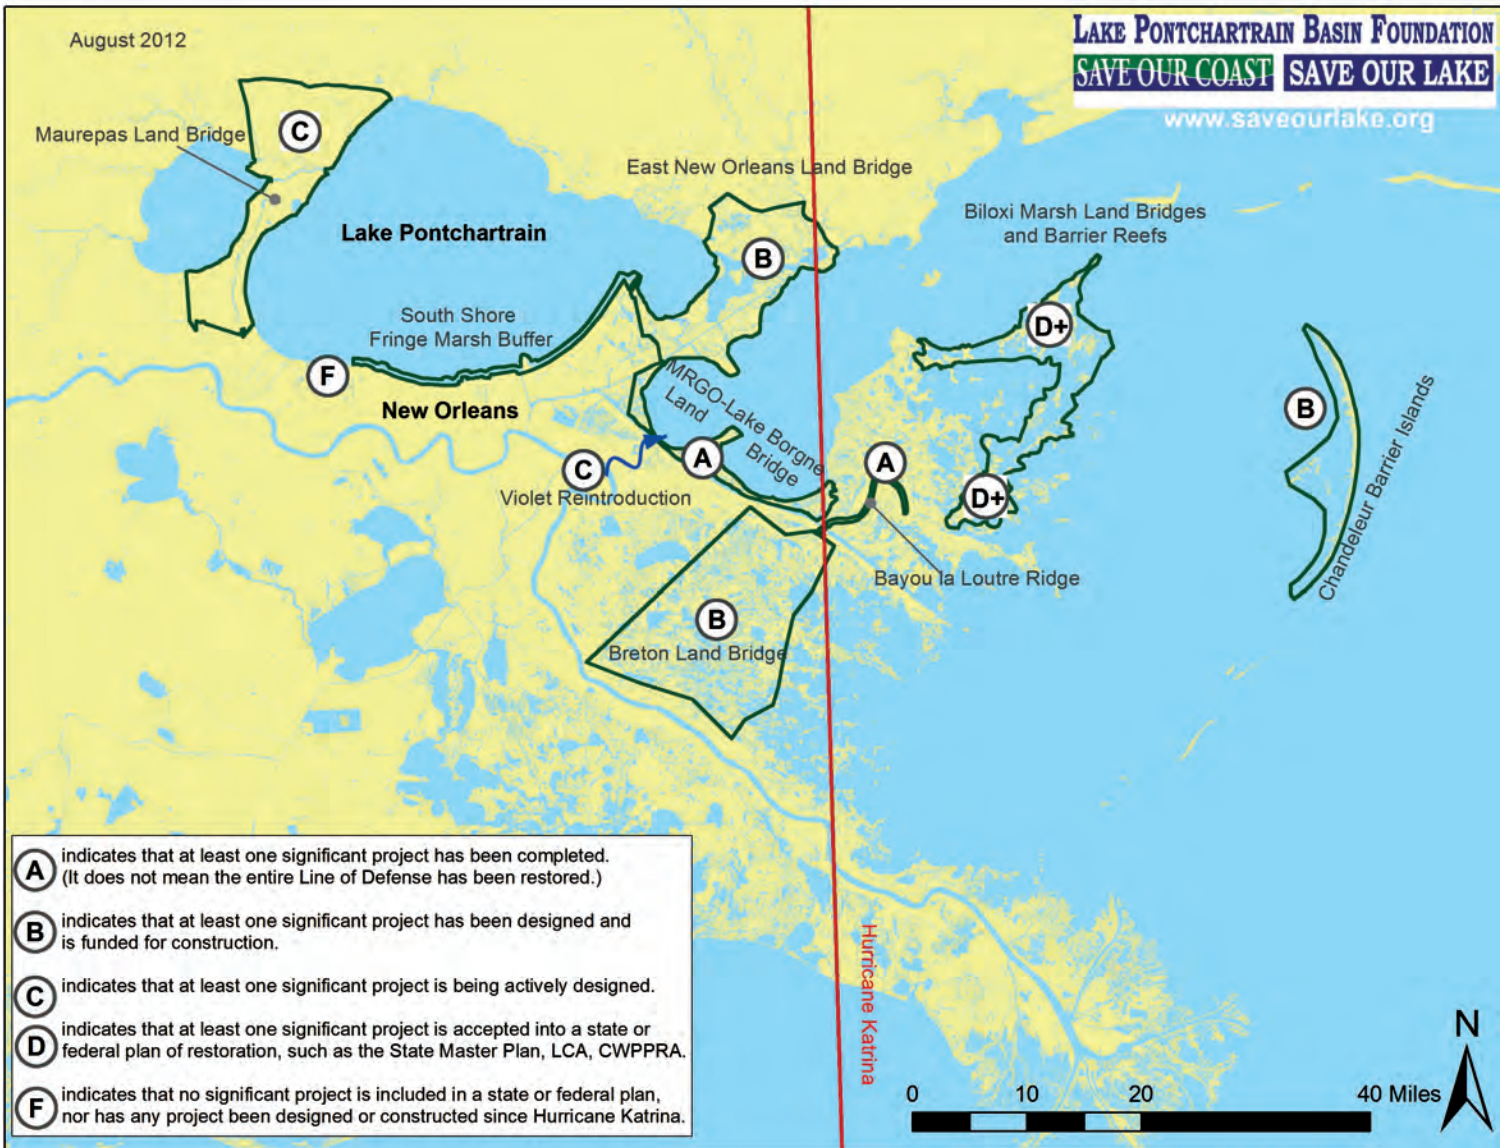 August 2012
LAKE PONTCHARTRAIN BASIN FOUNDATION
SAVE OUR COAST SAVE OUR LAKE
www.saveourlake.org
C
Maurepas Land Bridge
East New Orleans Land Bridge
Biloxi Marsh Land Bridges
and Barrier Reefs
Lake Pontchartrain
B
South Shore
Fringe Marsh Buffer
D+
F
New Orleans
MRGO-Lake Borgne
Land Bridge
B
Chandeleur Barrier Islands
A
A
C
Violet Reintroduction
D+
Bayou la Loutre Ridge
B
Breton Land Bridge
Hurricane Katrina
A indicates that at least one significant project has been completed.
(It does not mean the entire Line of Defense has been restored.)
B indicates that at least one significant project has been designed and
is funded for construction.
C indicates that at least one significant project is being actively designed.
D indicates that at least one significant project is accepted into a state or
federal plan of restoration, such as the State Master Plan, LCA, CWPPRA.
F indicates that no significant project is included in a state or federal plan,
nor has any project been designed or constructed since Hurricane Katrina.
N
0 10 20 40 Miles